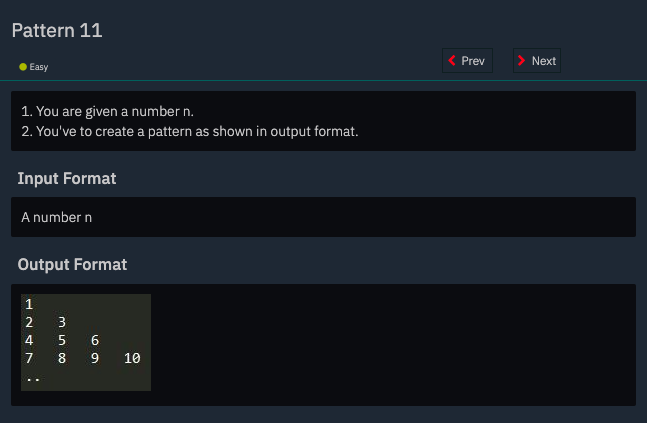 Pattern 11
Easy
Prev
Next
1. You are given a number n.
2. You've to create a pattern as shown in output format.
Input Format
A number n
Output Format
1
2 3
4 5 6
7 8 9 10
..